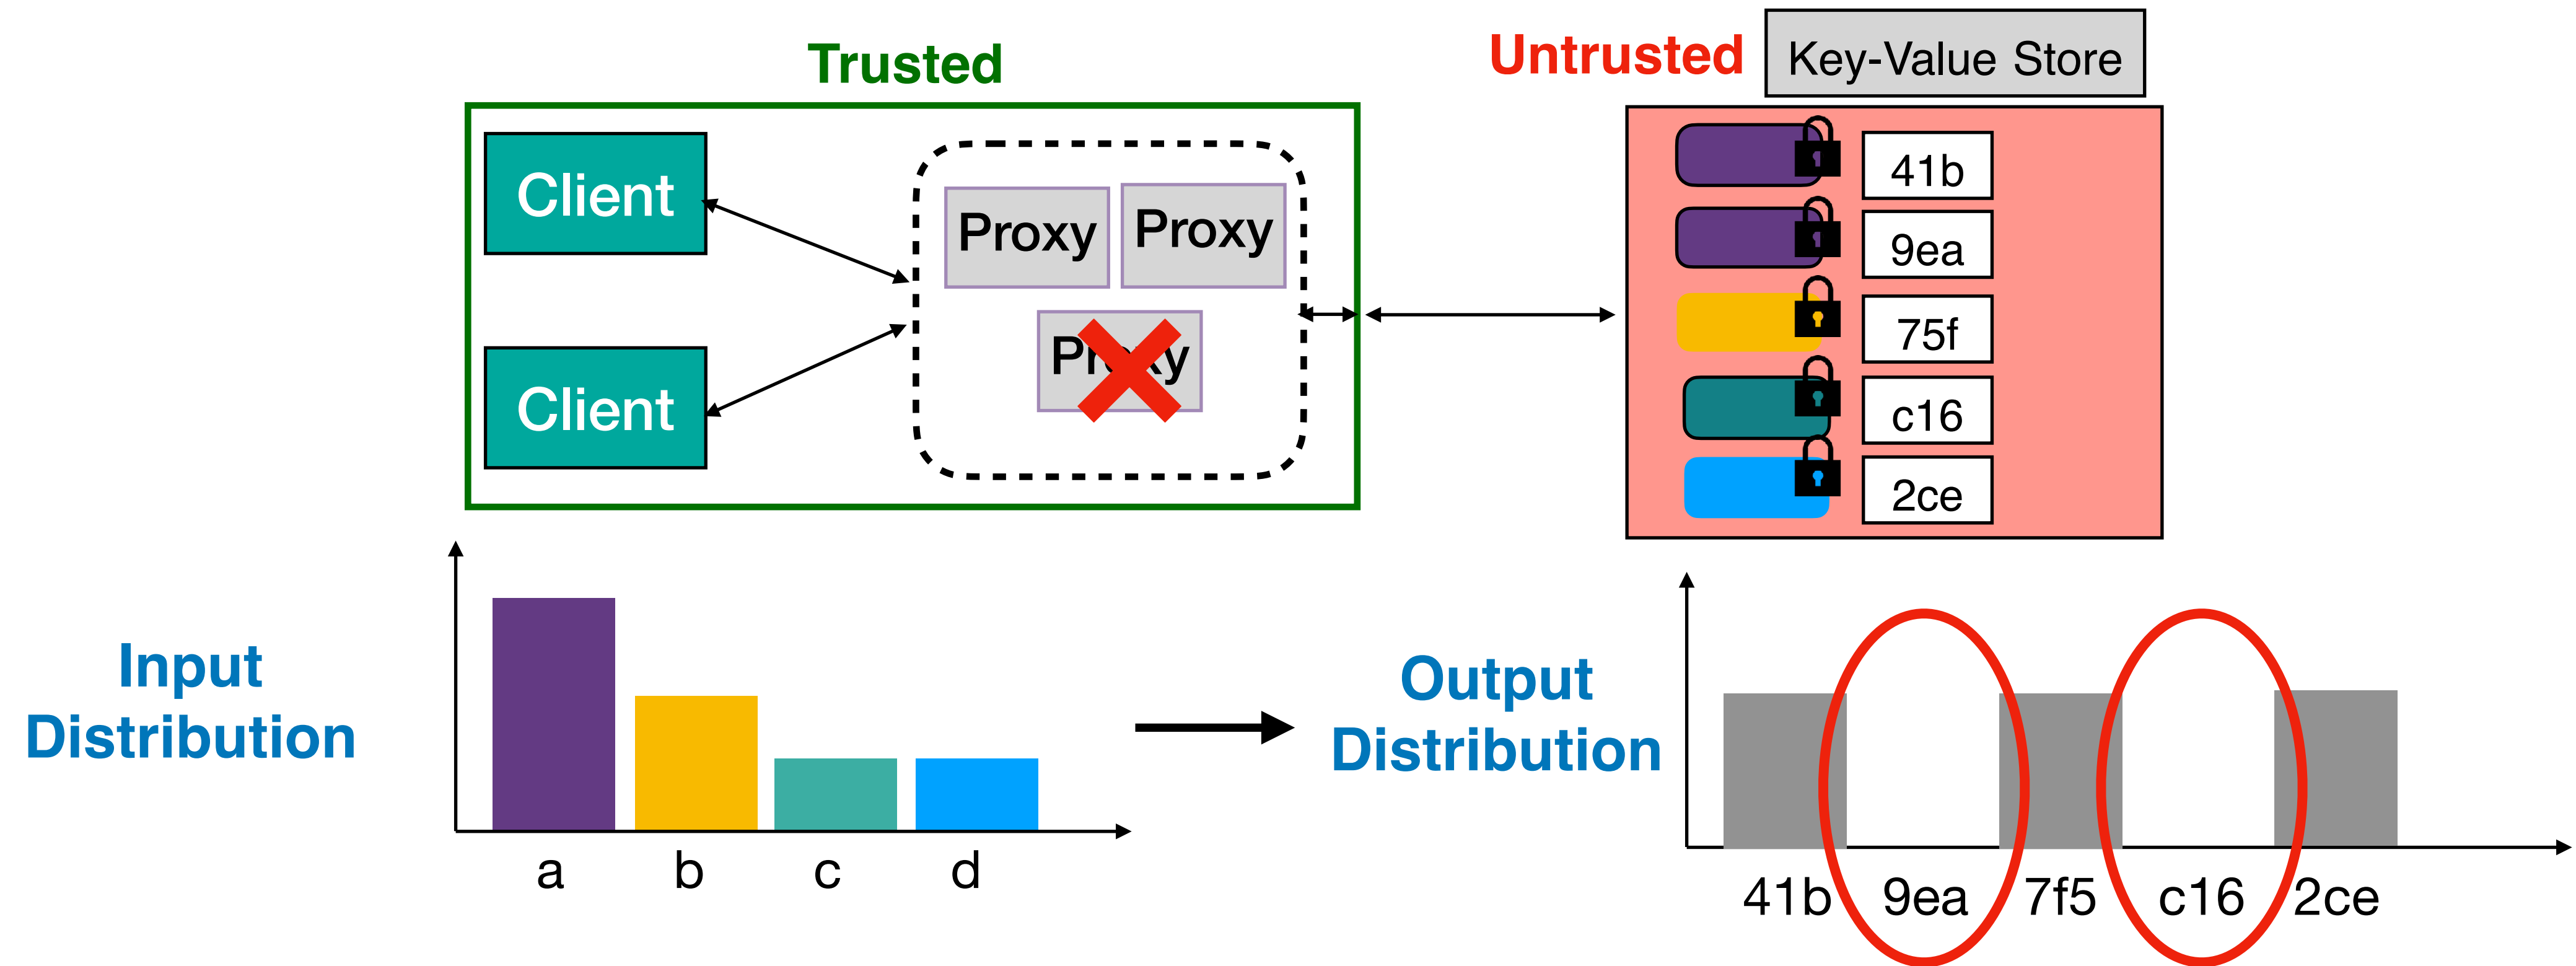 Trusted
Untrusted
Key-Value Store
Client
Client
Proxy
Proxy
Proxy
41b
9ea
75f
c16
2ce
Input
Distribution
a
b
c
d
Output
Distribution
41b
9ea
7f5
c16
2ce